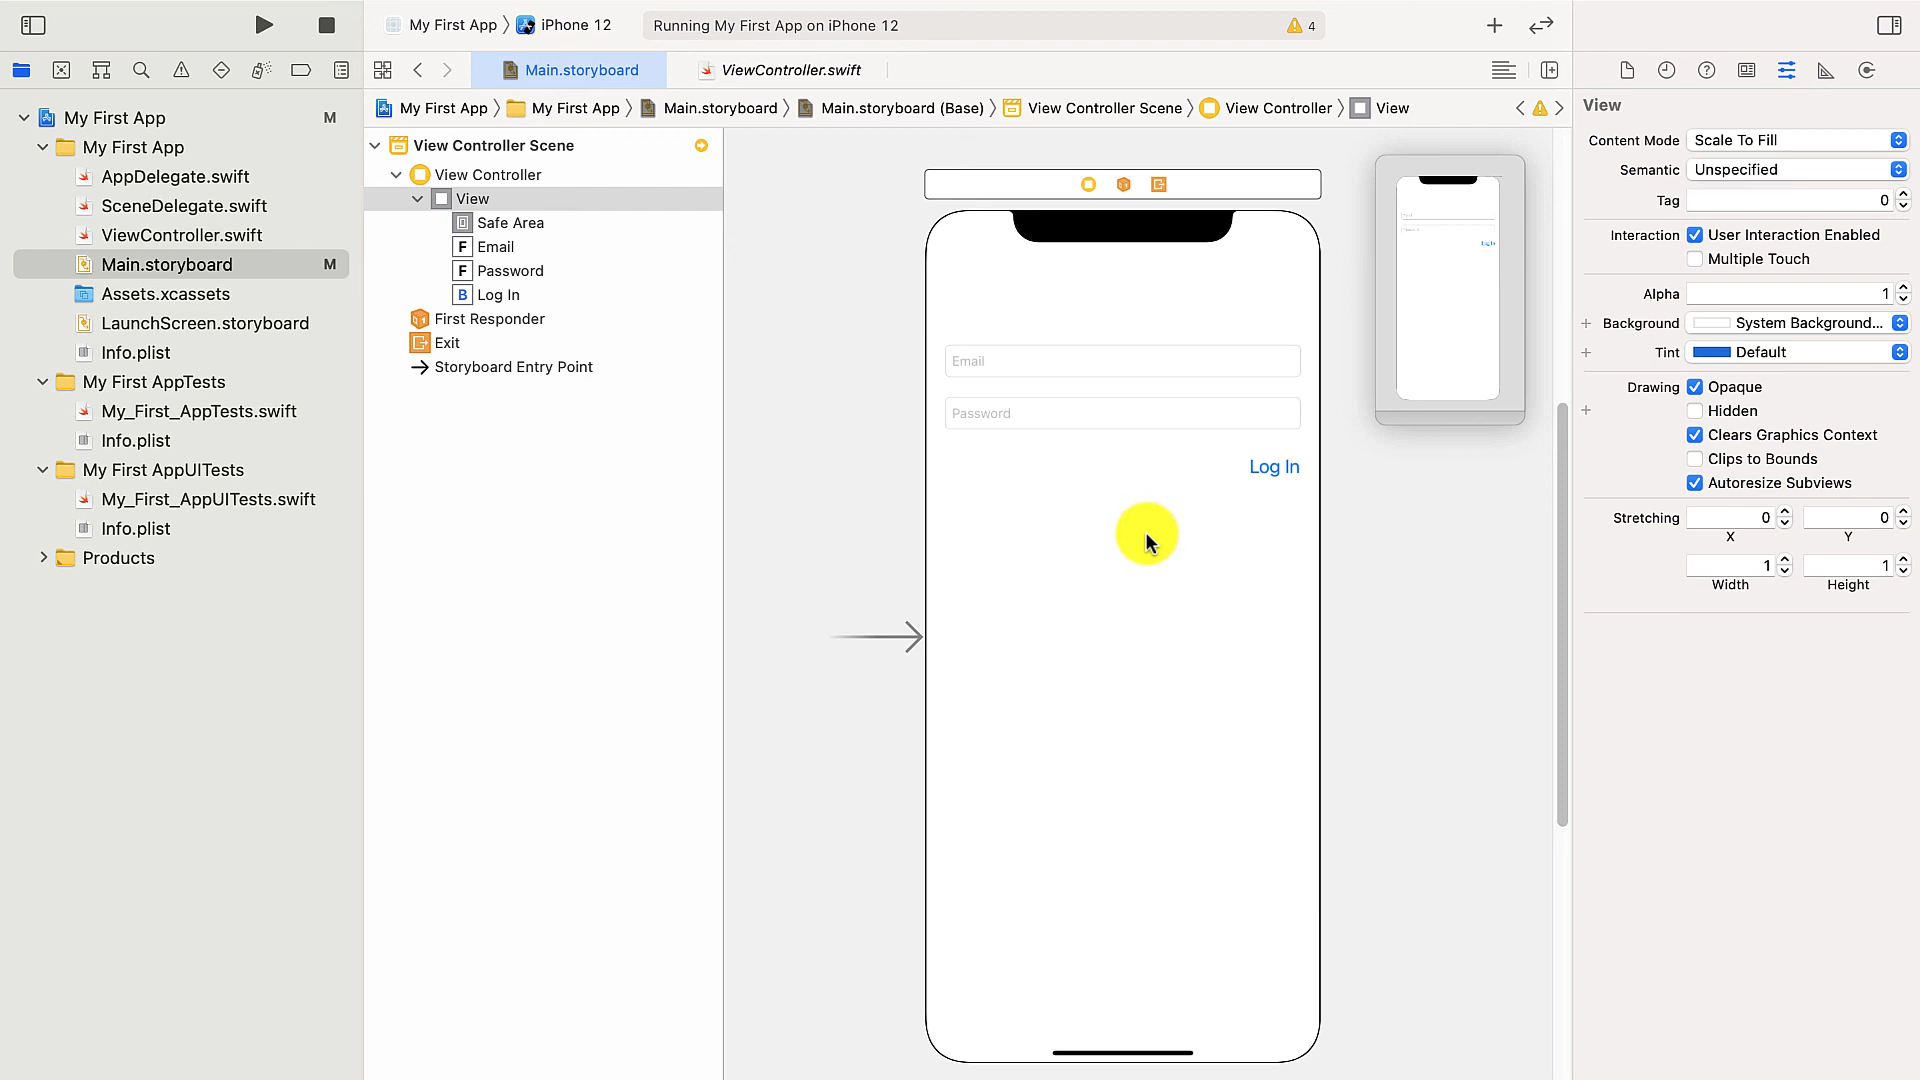 My First App
iPhone 12
Running My First App on iPhone 12
4
Main.storyboard
ViewController.swift
My First App
My First App
Main.storyboard
Main.storyboard (Base)
View Controller Scene
View Controller
View
My First App
M
My First App
AppDelegate.swift
SceneDelegate.swift
ViewController.swift
Main.storyboard
M
Assets.xcassets
LaunchScreen.storyboard
Info.plist
My First AppTests
My_First_AppTests.swift
Info.plist
My First AppUITests
My_First_AppUITests.swift
Info.plist
Products
View Controller Scene
View Controller
View
Safe Area
F Email
F Password
B Log In
First Responder
Exit
Storyboard Entry Point
Email
Password
Log In
Log In
View
Content Mode Scale To Fill
Semantic Unspecified
Tag 0
Interaction User Interaction Enabled
Multiple Touch
Alpha 1
Background System Background...
Tint Default
Drawing Opaque
Hidden
Clears Graphics Context
Clips to Bounds
Autoresize Subviews
Stretching 0 0
X Y
1 1
Width Height